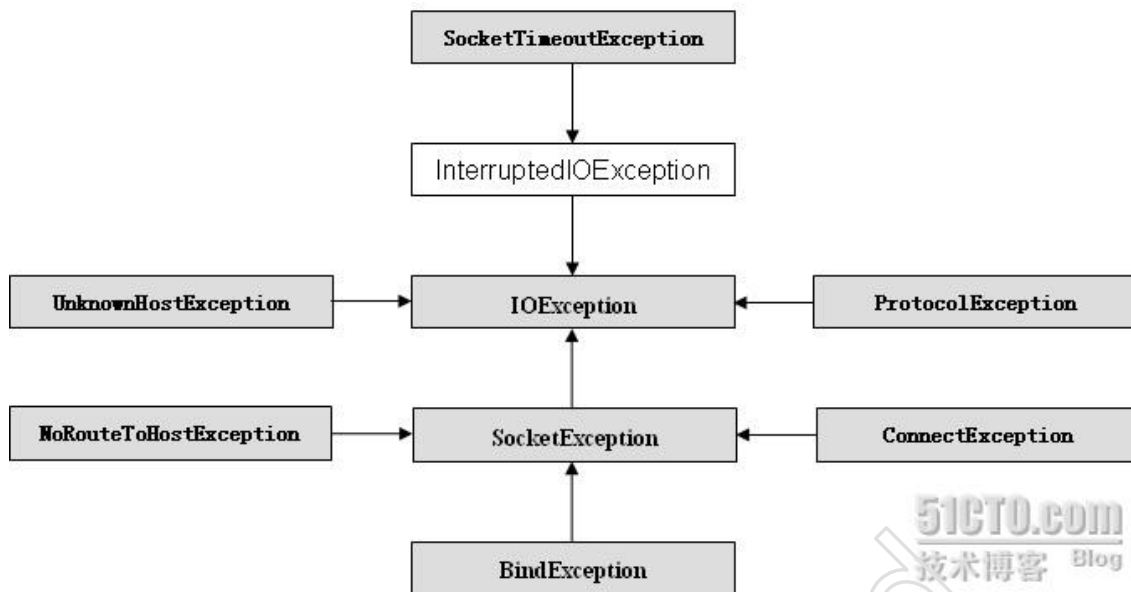 SocketTimeoutException
InterruptedIOException
UnknownHostException
IOException
ProtocolException
NoRouteToHostException
SocketException
ConnectException
BindException
51CTO.com
技术博客 Blog